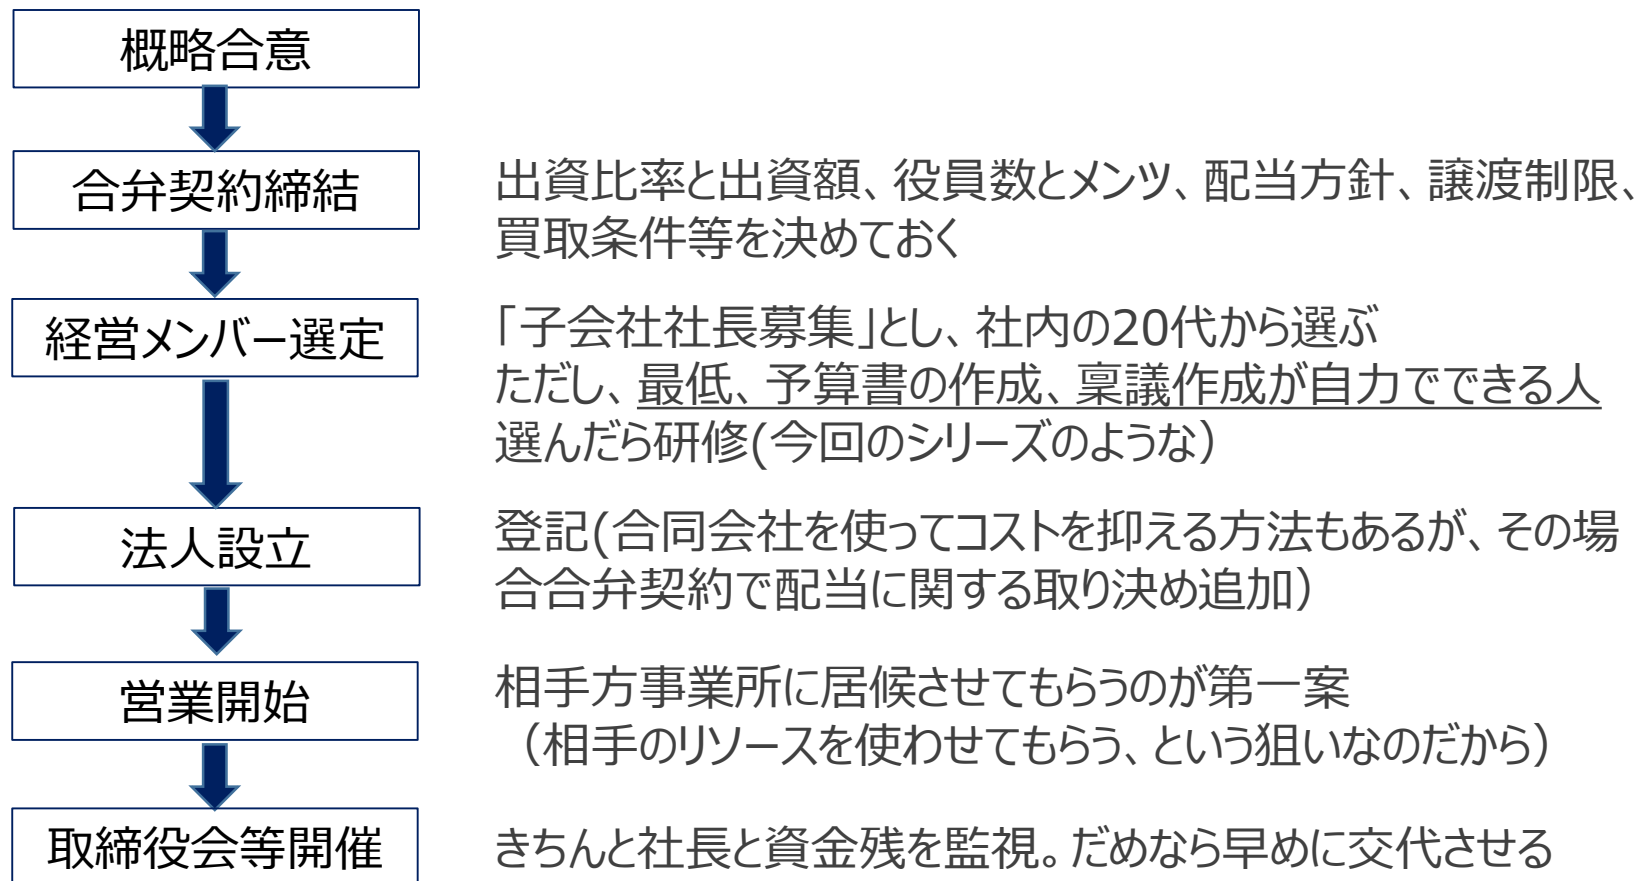 概略合意
合弁契約締結
出資比率と出資額、役員数とメンツ、配当方針、譲渡制限、
買取条件等を決めておく
経営メンバー選定
「子会社社長募集」とし、社内の20代から選ぶ
ただし、最低、予算書の作成、稟議作成が自力でできる人
選んだら研修(今回のシリーズのような）
法人設立
登記(合同会社を使ってコストを抑える方法もあるが、その場
合合弁契約で配当に関する取り決め追加）
営業開始
相手方事業所に居候させてもらうのが第一案
（相手のリソースを使わせてもらう、という狙いなのだから）
取締役会等開催
きちんと社長と資金残を監視。だめなら早めに交代させる